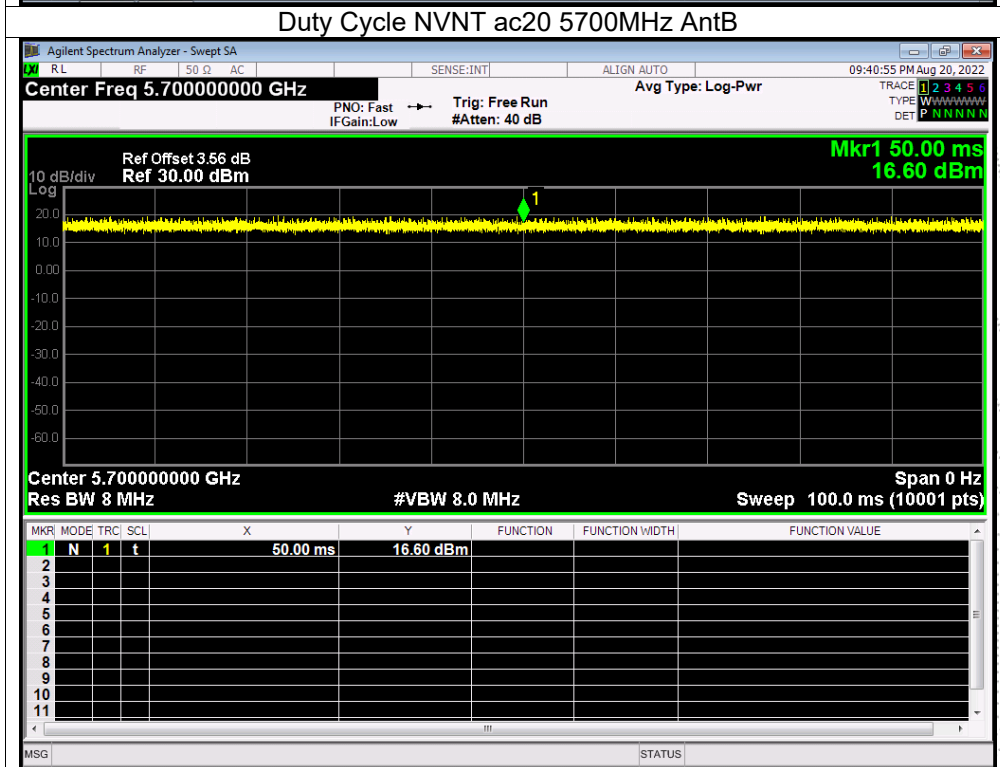 Duty Cycle NVNT ac20 5700MHz AntB
Agilent Spectrum Analyzer - Swept SA
LXI RL RF 50 Ω AC SENSE:INT ALIGN AUTO 09:40:55 PM Aug 20, 2022
Center Freq 5.700000000 GHz Avg Type: Log-Pwr TRACE 1 2 3 4 5 6
PNO: Fast Trig: Free Run TYPE WWWWWW
IFGain:Low #Atten: 40 dB DET P N N N N N
Mkr1 50.00 ms
Ref Offset 3.56 dB
10 dB/div Ref 30.00 dBm 16.60 dBm
Log
1
20.0
10.0
0.00
-10.0
-20.0
-30.0
-40.0
-50.0
-60.0
Center 5.700000000 GHz Span 0 Hz
Res BW 8 MHz #VBW 8.0 MHz Sweep 100.0 ms (10001 pts)
MKR MODE TRC SCL X Y FUNCTION FUNCTION WIDTH FUNCTION VALUE
1 N 1 t 50.00 ms 16.60 dBm
2
3
4
5
6
7
8
9
10
11
MSG STATUS